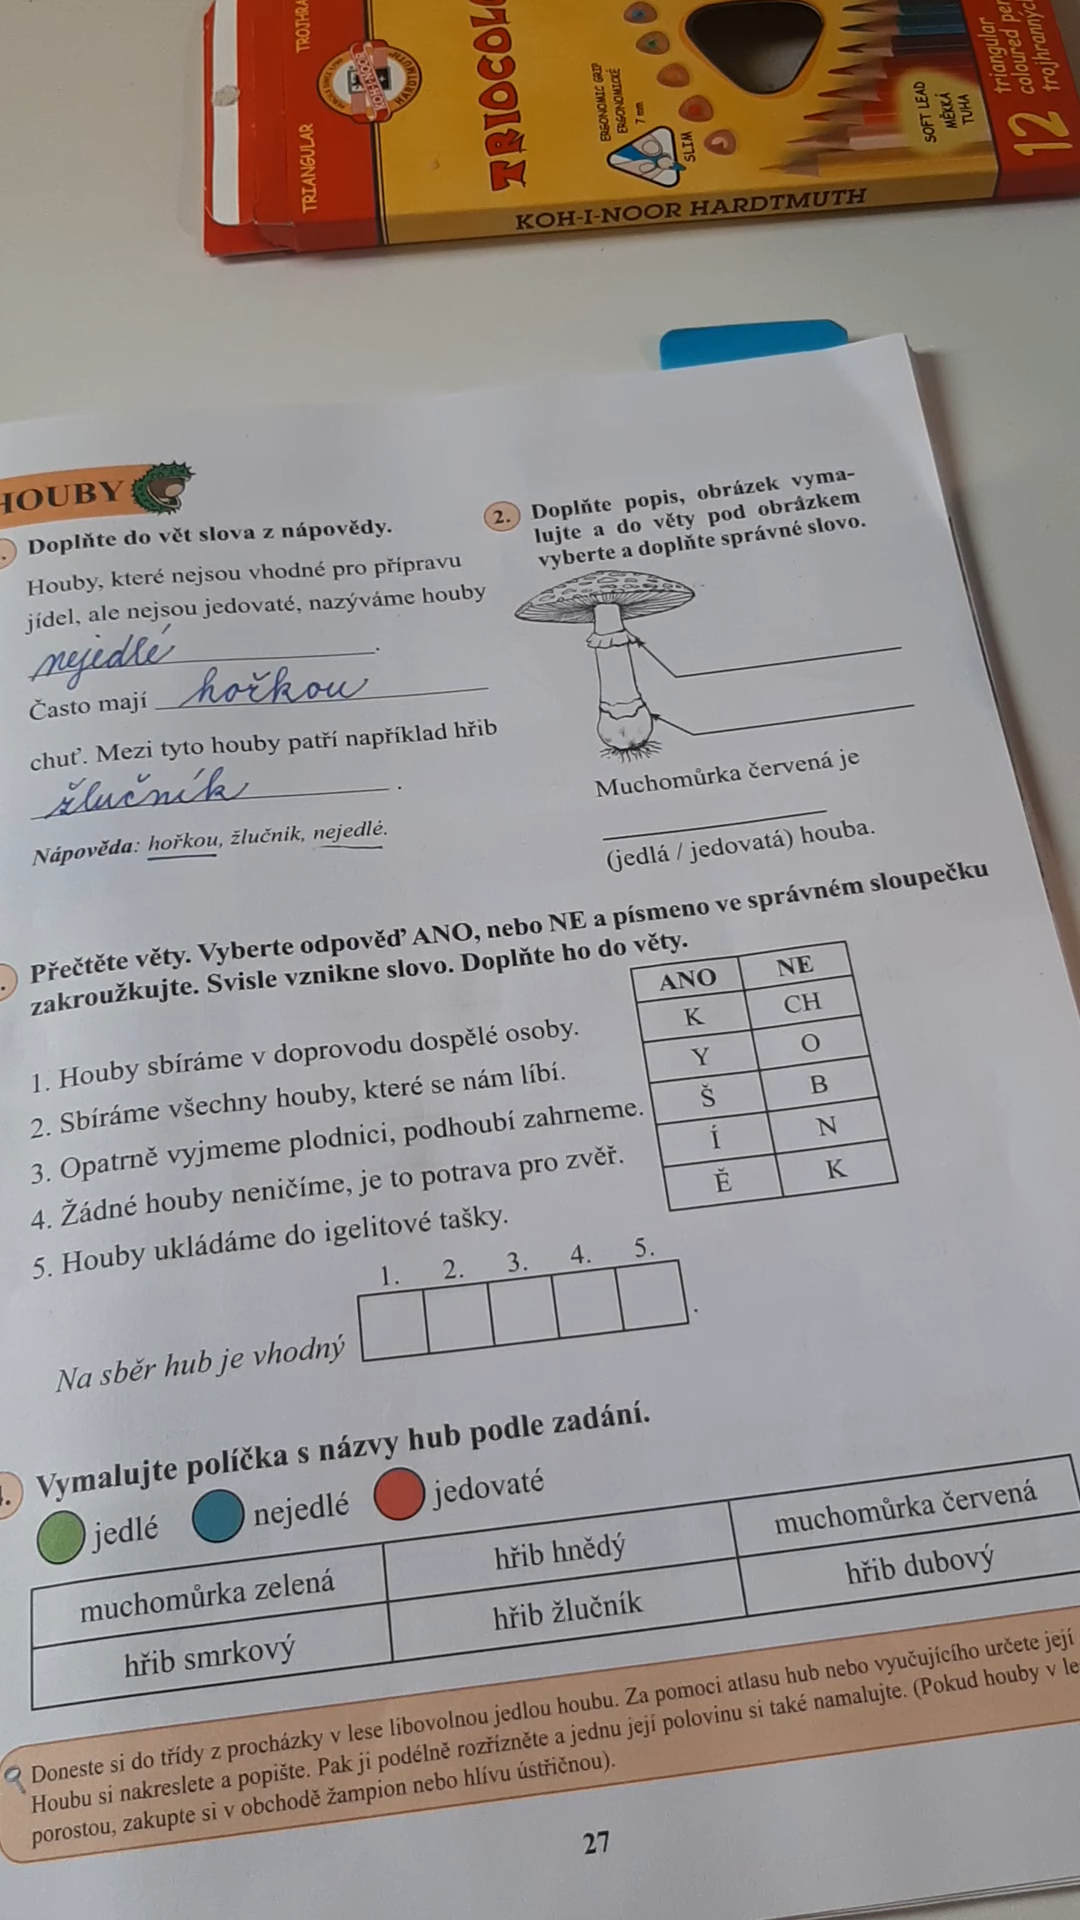 TRIANGULAR
TROJHRA
KOH-I-NOOR
HARDTMUTH
TRIOCOL
ERGONOMIC GRIP
ERGONOMICKÉ
7 mm
SLIM
SOFT LEAD
MĚKKÁ
TUHA
12
triangular
coloured per
trojhranných
KOH-I-NOOR HARDTMUTH
HOUBY
Doplňte do vět slova z nápovědy.
Houby, které nejsou vhodné pro přípravu
jídel, ale nejsou jedovaté, nazýváme houby
nejedlé.
Často mají hořkou
chuť. Mezi tyto houby patří například hřib
žlučník.
Nápověda: hořkou, žlučník, nejedlé.
2. Doplňte popis, obrázek vyma-
lujte a do věty pod obrázkem
vyberte a doplňte správné slovo.
Muchomůrka červená je
(jedlá / jedovatá) houba.
Přečtěte věty. Vyberte odpověď ANO, nebo NE a písmeno ve správném sloupečku
zakroužkujte. Svisle vznikne slovo. Doplňte ho do věty.
1. Houby sbíráme v doprovodu dospělé osoby.
2. Sbíráme všechny houby, které se nám líbí.
3. Opatrně vyjmeme plodnici, podhoubí zahrneme.
4. Žádné houby neničíme, je to potrava pro zvěř.
5. Houby ukládáme do igelitové tašky.
ANO NE
K CH
Y O
Š B
Í N
Ě K
1. 2. 3. 4. 5.
Na sběr hub je vhodný .
4. Vymalujte políčka s názvy hub podle zadání.
jedlé nejedlé jedovaté
muchomůrka zelená hřib hnědý muchomůrka červená
hřib smrkový hřib žlučník hřib dubový
Doneste si do třídy z procházky v lese libovolnou jedlou houbu. Za pomoci atlasu hub nebo vyučujícího určete její
Houbu si nakreslete a popište. Pak ji podélně rozřízněte a jednu její polovinu si také namalujte. (Pokud houby v le
porostou, zakupte si v obchodě žampion nebo hlívu ústřičnou).
27